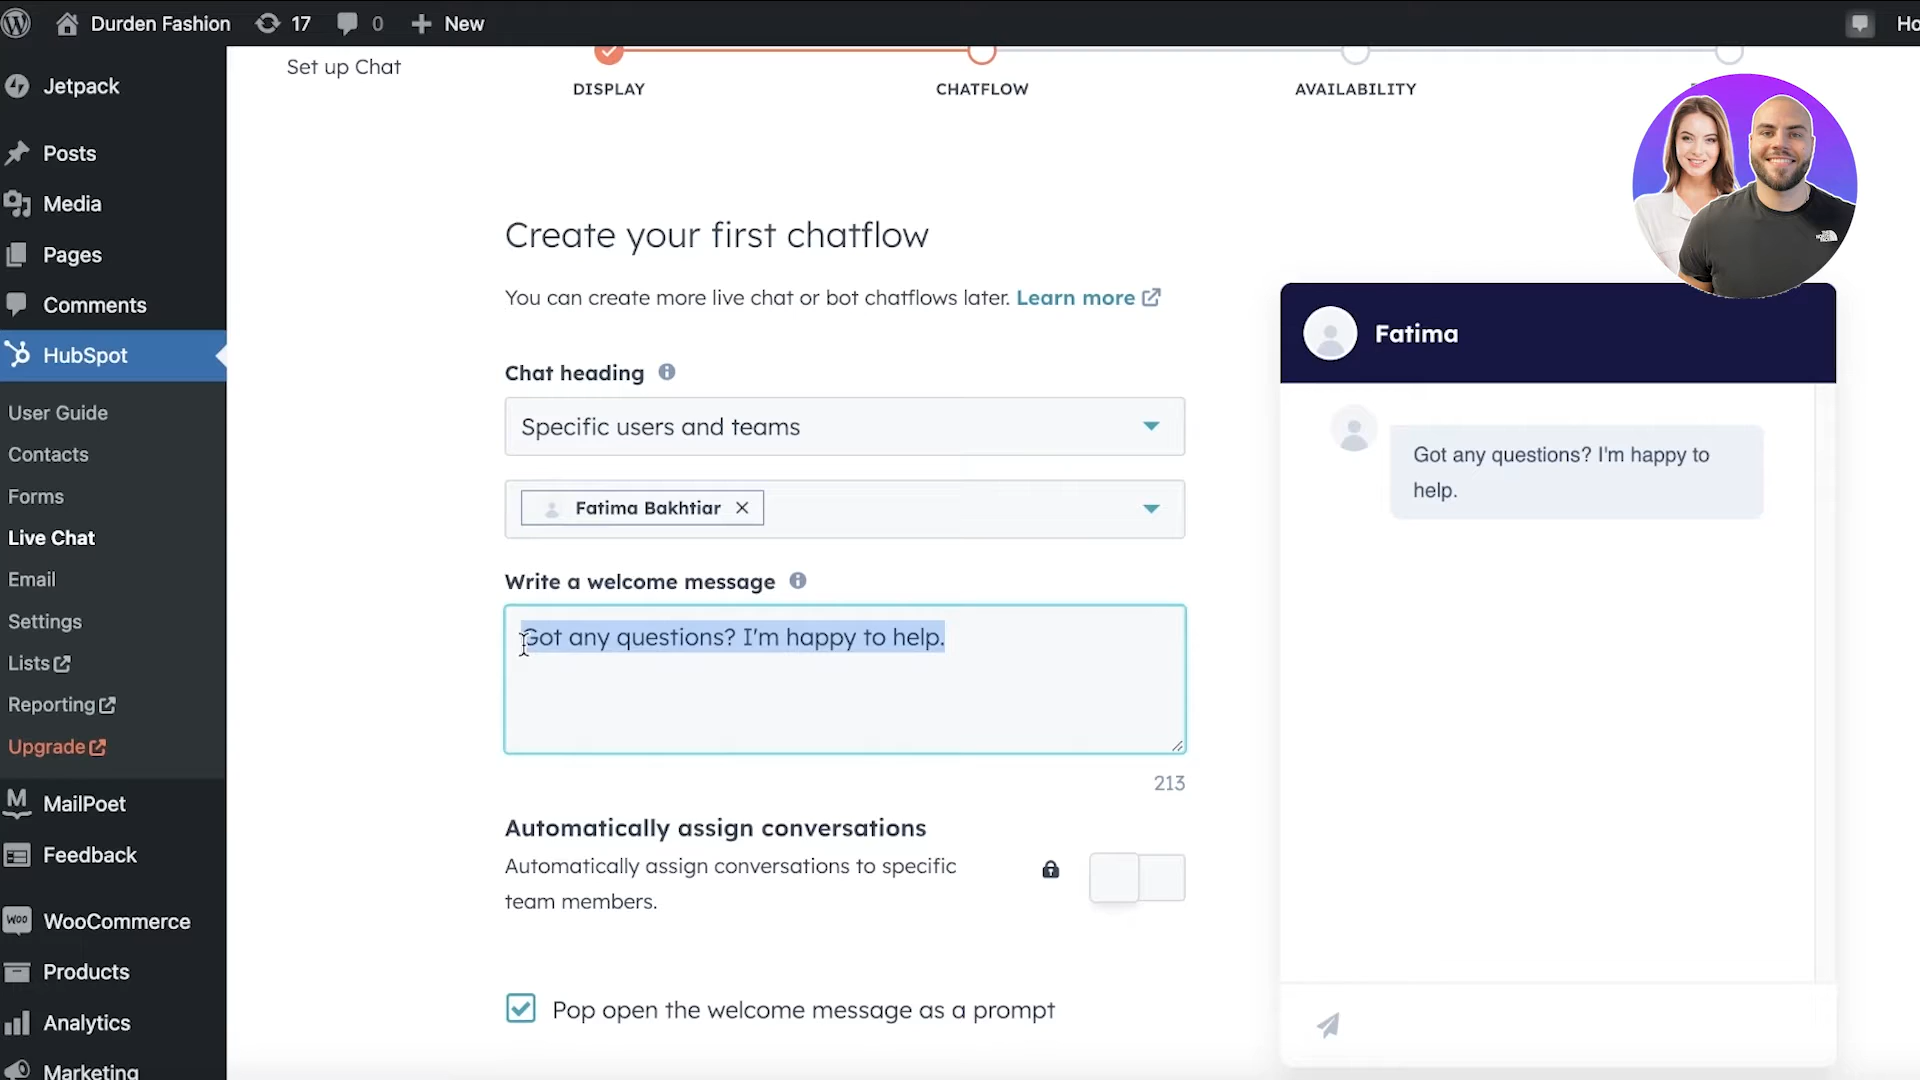 Durden Fashion
17
0
New
Ho
Jetpack
Posts
Media
Pages
Comments
HubSpot
User Guide
Contacts
Forms
Live Chat
Email
Settings
Lists
Reporting
Upgrade
MailPoet
Feedback
WOO
WooCommerce
Products
Analytics
Marketing
Set up Chat
DISPLAY
CHATFLOW
AVAILABILITY
Create your first chatflow
You can create more live chat or bot chatflows later. Learn more
Chat heading
Specific users and teams
Fatima Bakhtiar
Write a welcome message
Got any questions? I'm happy to help.
213
Automatically assign conversations
Automatically assign conversations to specific
team members.
Pop open the welcome message as a prompt
Fatima
Got any questions? I'm happy to
help.